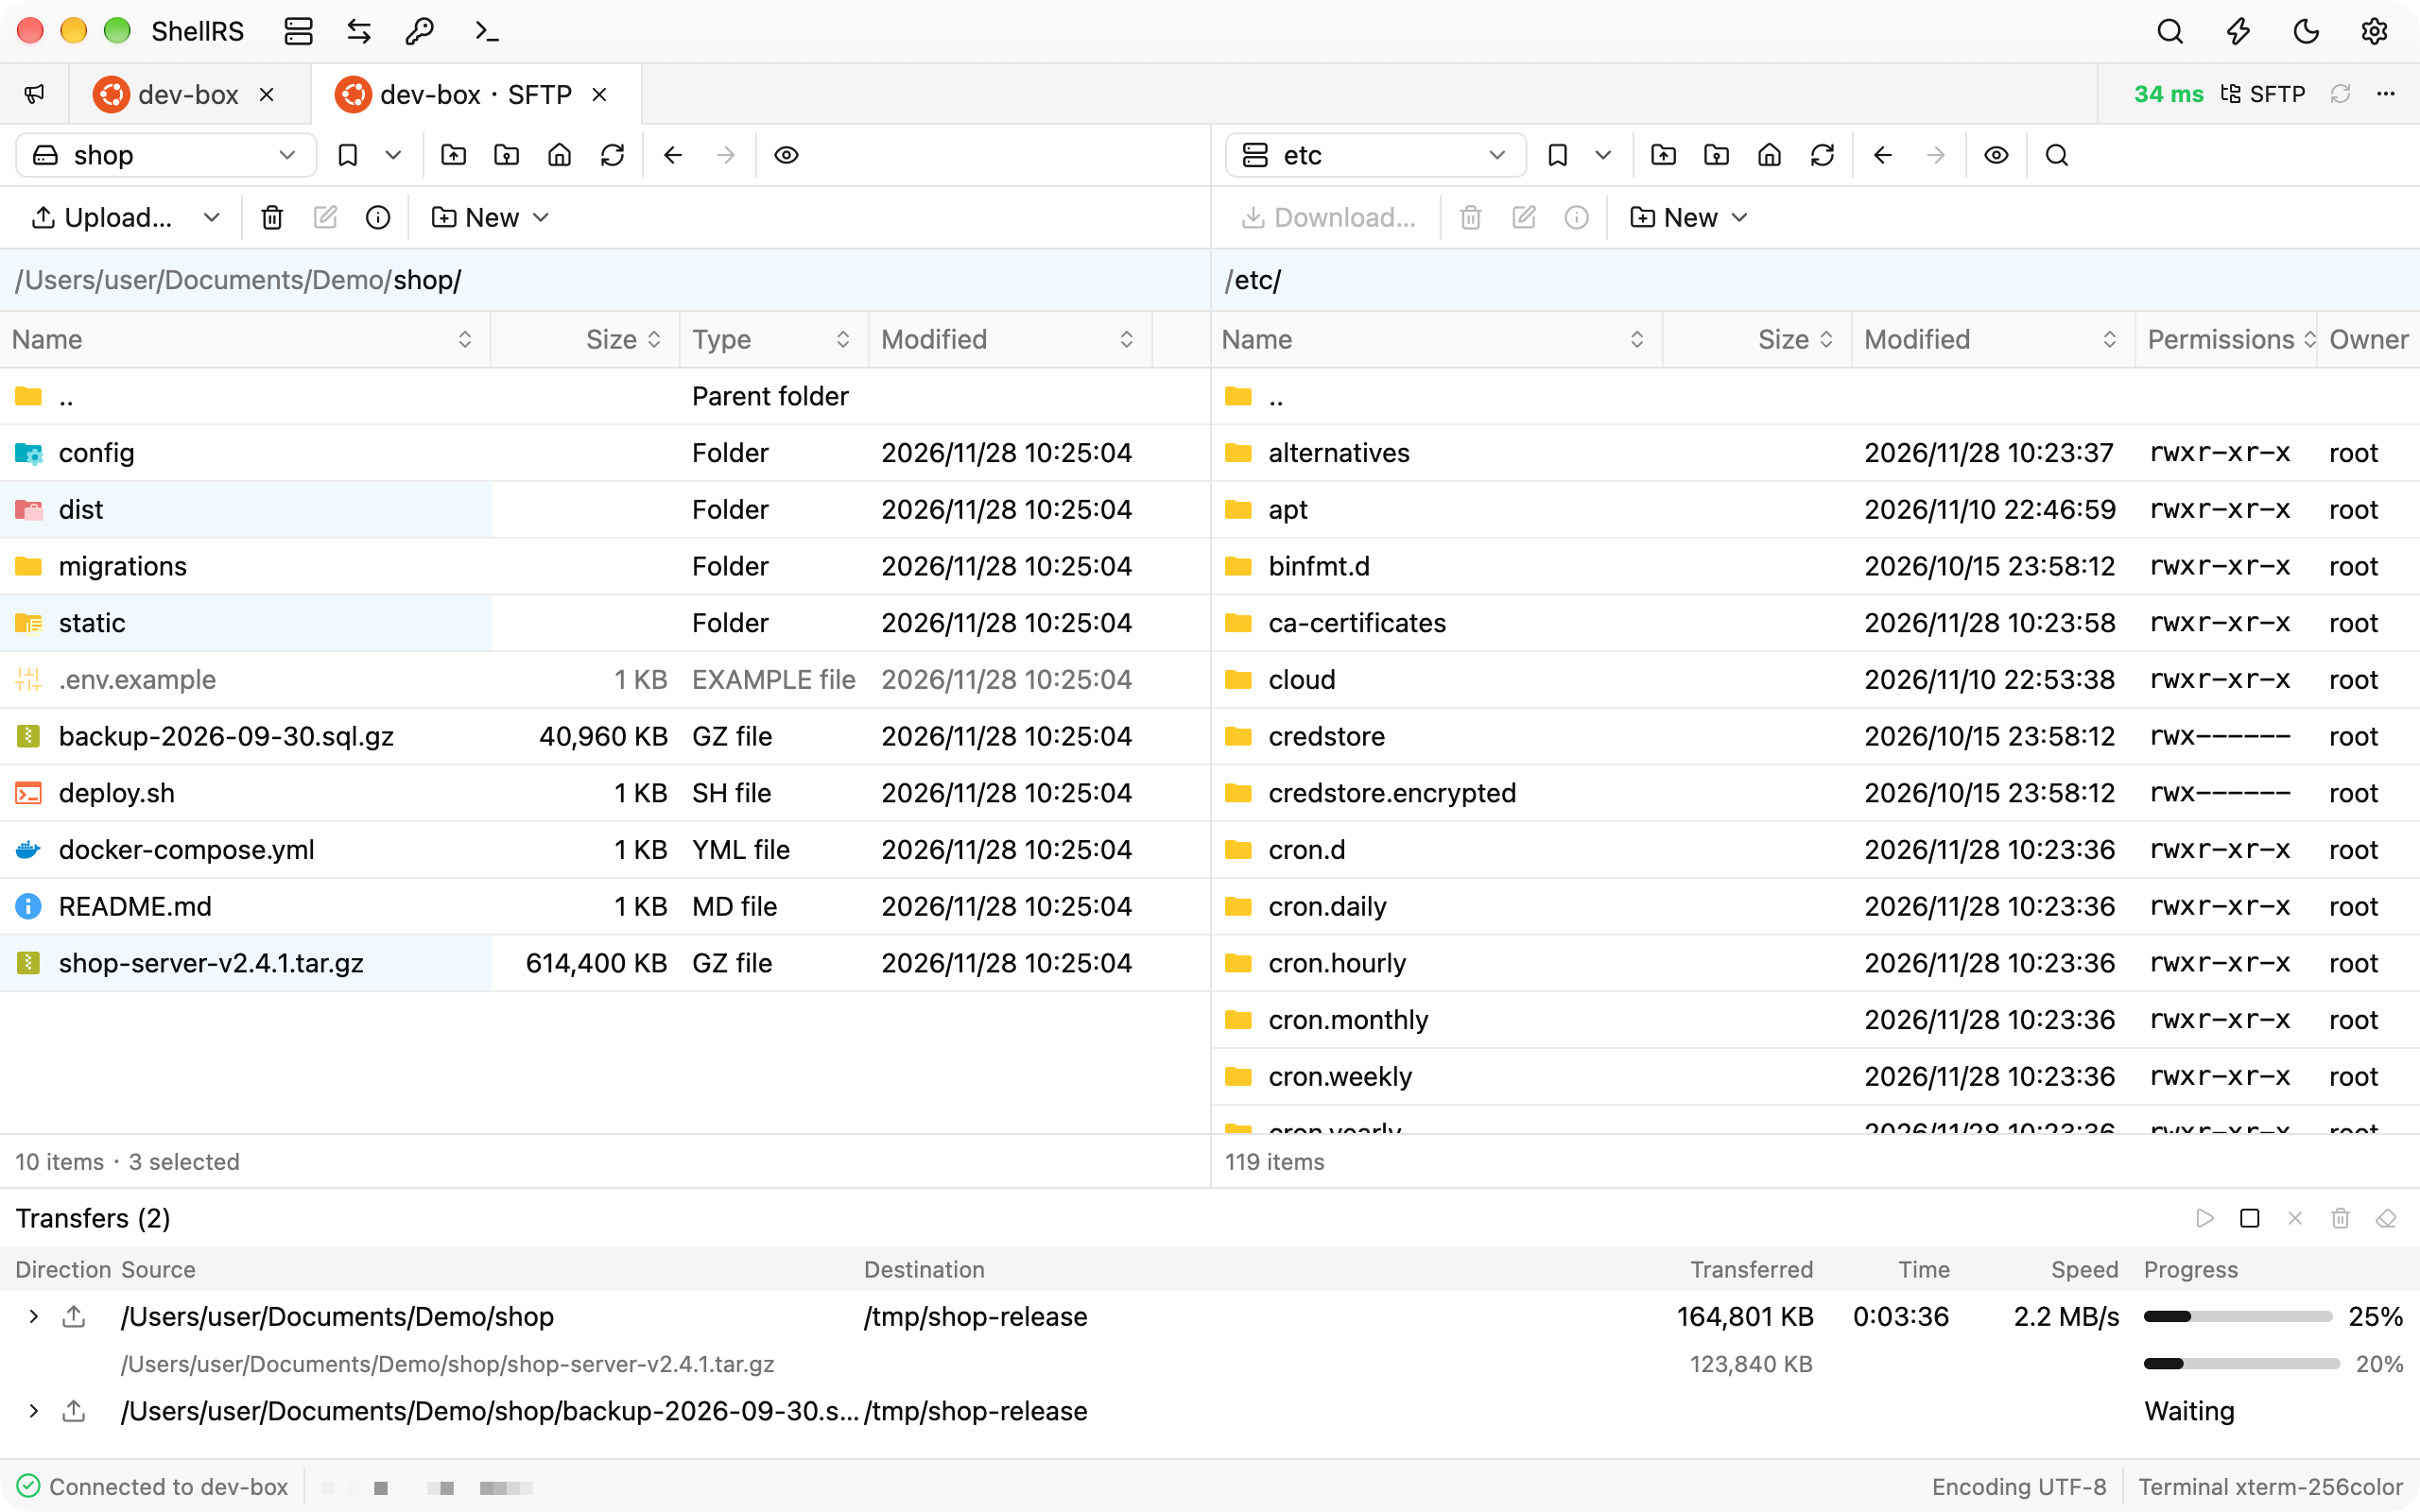 ShellRS
dev-box
dev-box · SFTP
34 ms SFTP
shop
etc
Upload... New
Download... New
/Users/user/Documents/Demo/shop/
/etc/
Name Size Type Modified
.. Parent folder
config Folder 2026/11/28 10:25:04
dist Folder 2026/11/28 10:25:04
migrations Folder 2026/11/28 10:25:04
static Folder 2026/11/28 10:25:04
.env.example 1 KB EXAMPLE file 2026/11/28 10:25:04
backup-2026-09-30.sql.gz 40,960 KB GZ file 2026/11/28 10:25:04
deploy.sh 1 KB SH file 2026/11/28 10:25:04
docker-compose.yml 1 KB YML file 2026/11/28 10:25:04
README.md 1 KB MD file 2026/11/28 10:25:04
shop-server-v2.4.1.tar.gz 614,400 KB GZ file 2026/11/28 10:25:04
10 items · 3 selected
Name Size Modified Permissions Owner
..
alternatives 2026/11/28 10:23:37 rwxr-xr-x root
apt 2026/11/10 22:46:59 rwxr-xr-x root
binfmt.d 2026/10/15 23:58:12 rwxr-xr-x root
ca-certificates 2026/11/28 10:23:58 rwxr-xr-x root
cloud 2026/11/10 22:53:38 rwxr-xr-x root
credstore 2026/10/15 23:58:12 rwx------ root
credstore.encrypted 2026/10/15 23:58:12 rwx------ root
cron.d 2026/11/28 10:23:36 rwxr-xr-x root
cron.daily 2026/11/28 10:23:36 rwxr-xr-x root
cron.hourly 2026/11/28 10:23:36 rwxr-xr-x root
cron.monthly 2026/11/28 10:23:36 rwxr-xr-x root
cron.weekly 2026/11/28 10:23:36 rwxr-xr-x root
cron.yearly 2026/11/28 10:23:36 rwxr-xr-x root
119 items
Transfers (2)
Direction Source Destination Transferred Time Speed Progress
/Users/user/Documents/Demo/shop /tmp/shop-release 164,801 KB 0:03:36 2.2 MB/s 25%
/Users/user/Documents/Demo/shop/shop-server-v2.4.1.tar.gz 123,840 KB 20%
/Users/user/Documents/Demo/shop/backup-2026-09-30.s... /tmp/shop-release Waiting
Connected to dev-box
Encoding UTF-8 Terminal xterm-256color